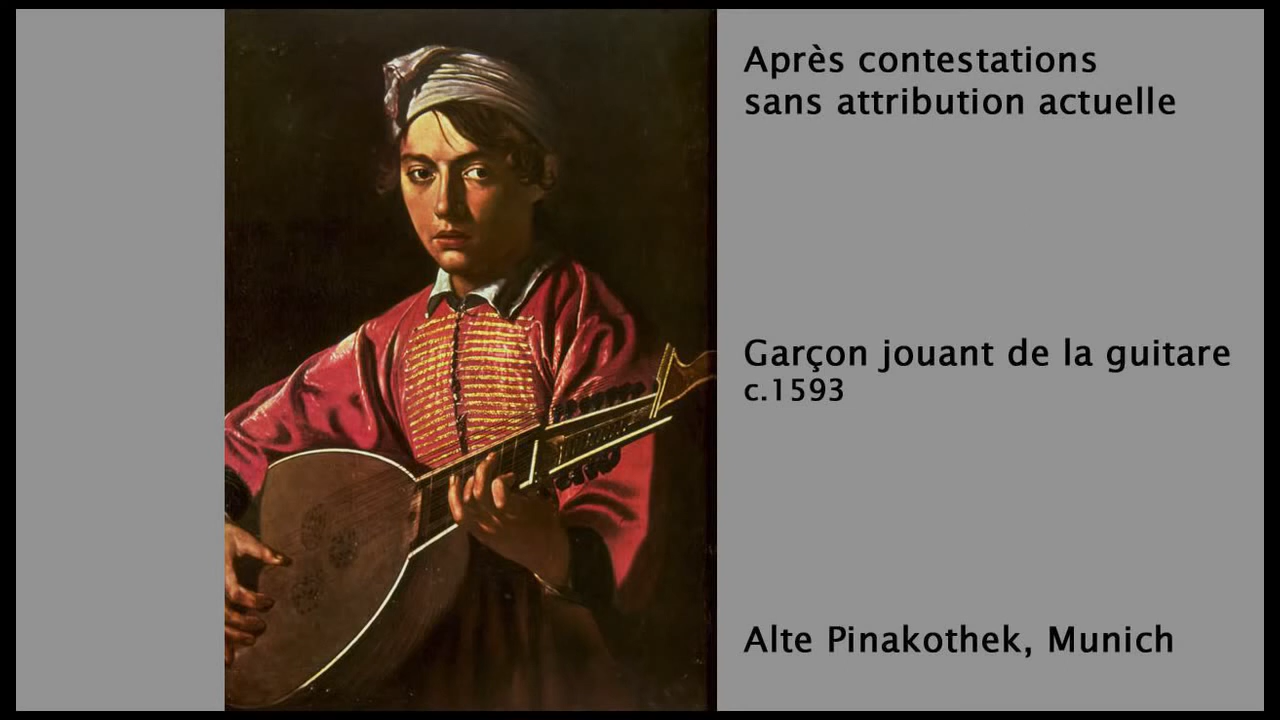 Après contestations
sans attribution actuelle
Garçon jouant de la guitare
c.1593
Alte Pinakothek, Munich